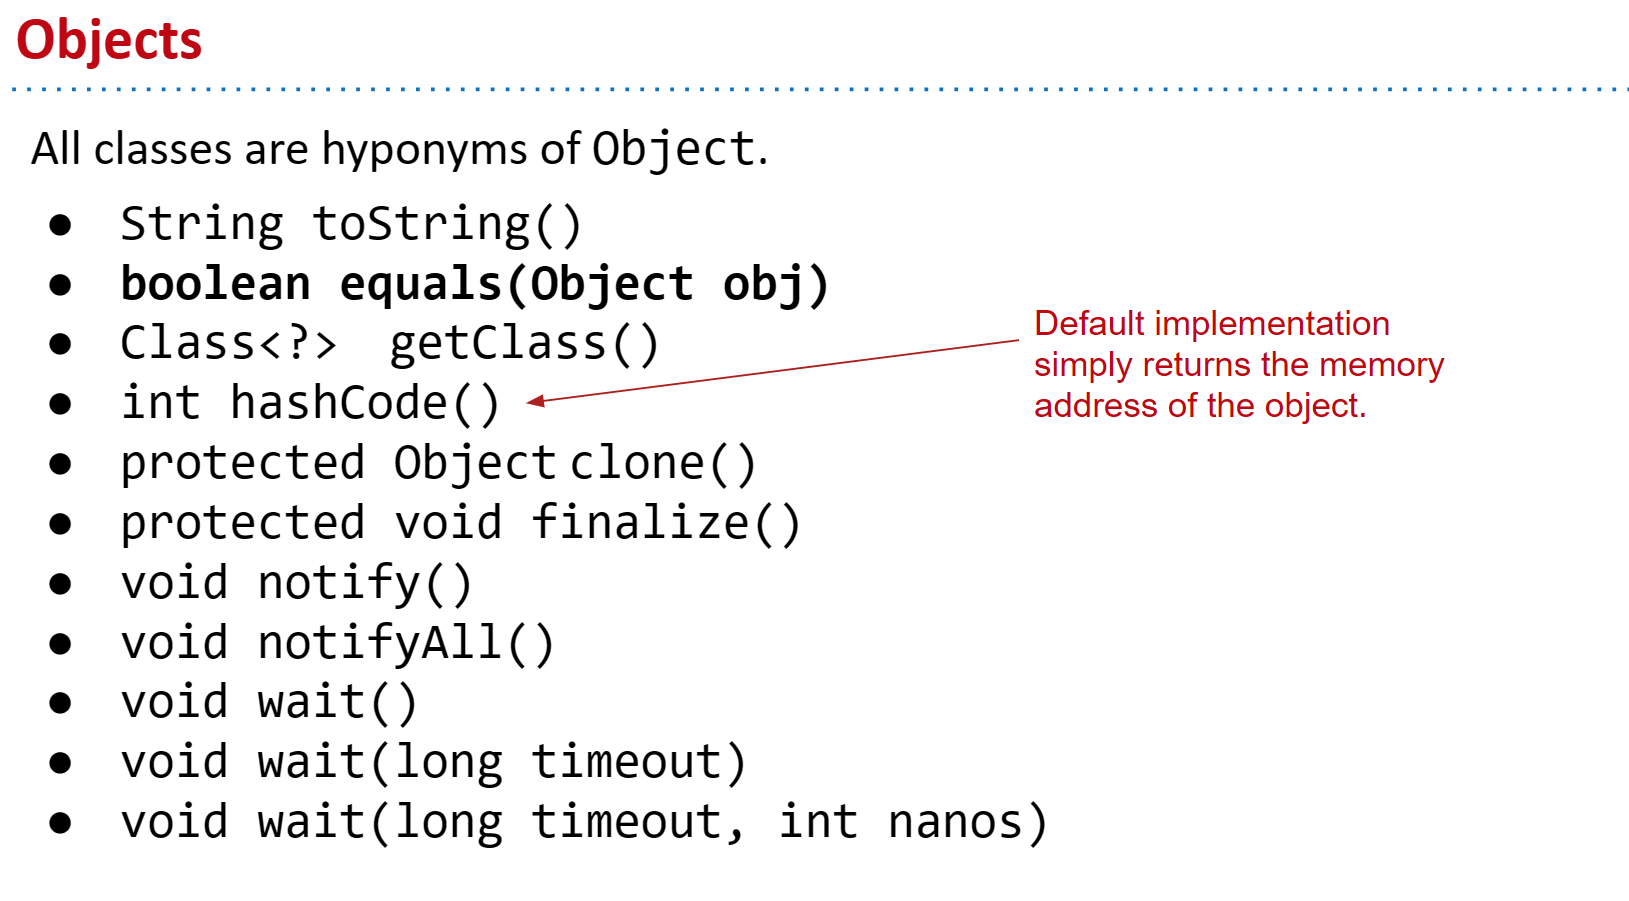 Objects
All classes are hyponyms of Object.
● String toString()
● boolean equals(Object obj)
● Class<?> getClass()
● int hashCode()
● protected Object clone()
● protected void finalize()
● void notify()
● void notifyAll()
● void wait()
● void wait(long timeout)
● void wait(long timeout, int nanos)
Default implementation
simply returns the memory
address of the object.